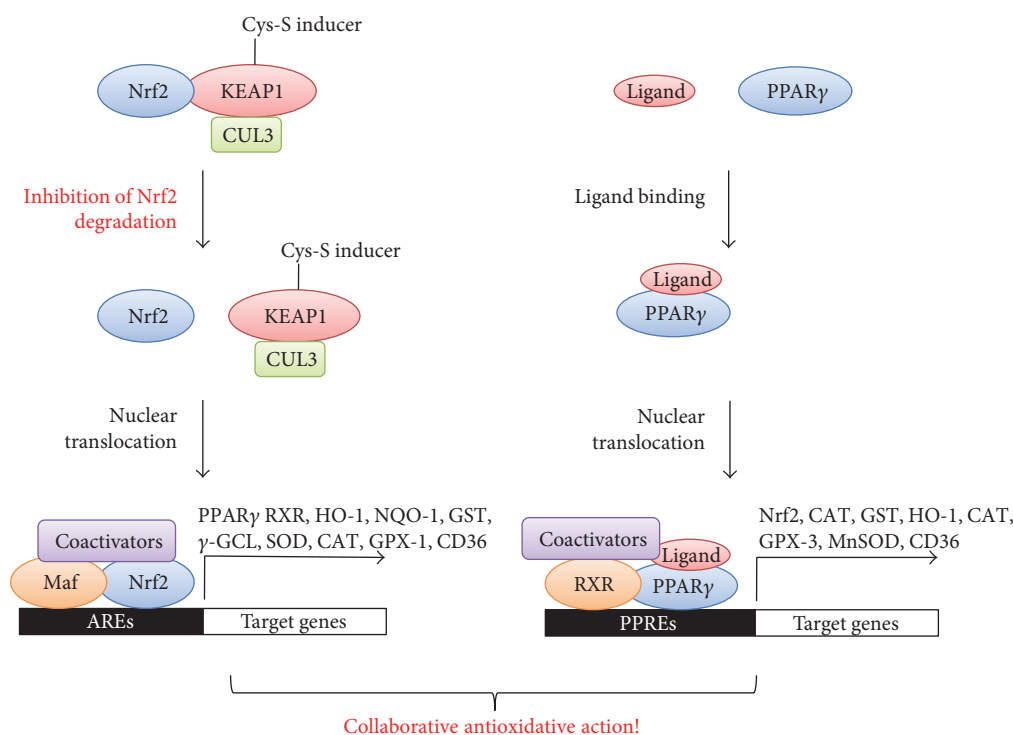 Cys-S inducer
Nrf2
KEAP1
CUL3
Inhibition of Nrf2
degradation
Cys-S inducer
Nrf2
KEAP1
CUL3
Nuclear
translocation
PPARγ RXR, HO-1, NQO-1, GST,
γ-GCL, SOD, CAT, GPX-1, CD36
Coactivators
Maf
Nrf2
AREs
Target genes
Ligand
PPARγ
Ligand binding
Ligand
PPARγ
Nuclear
translocation
Nrf2, CAT, GST, HO-1, CAT,
GPX-3, MnSOD, CD36
Coactivators
Ligand
RXR
PPARγ
PPREs
Target genes
Collaborative antioxidative action!